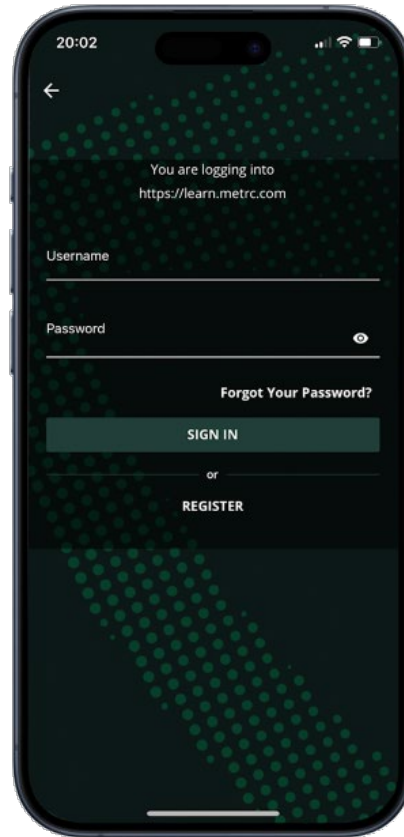 20:02
You are logging into
https://learn.metrc.com
Username
Password
Forgot Your Password?
SIGN IN
or
REGISTER